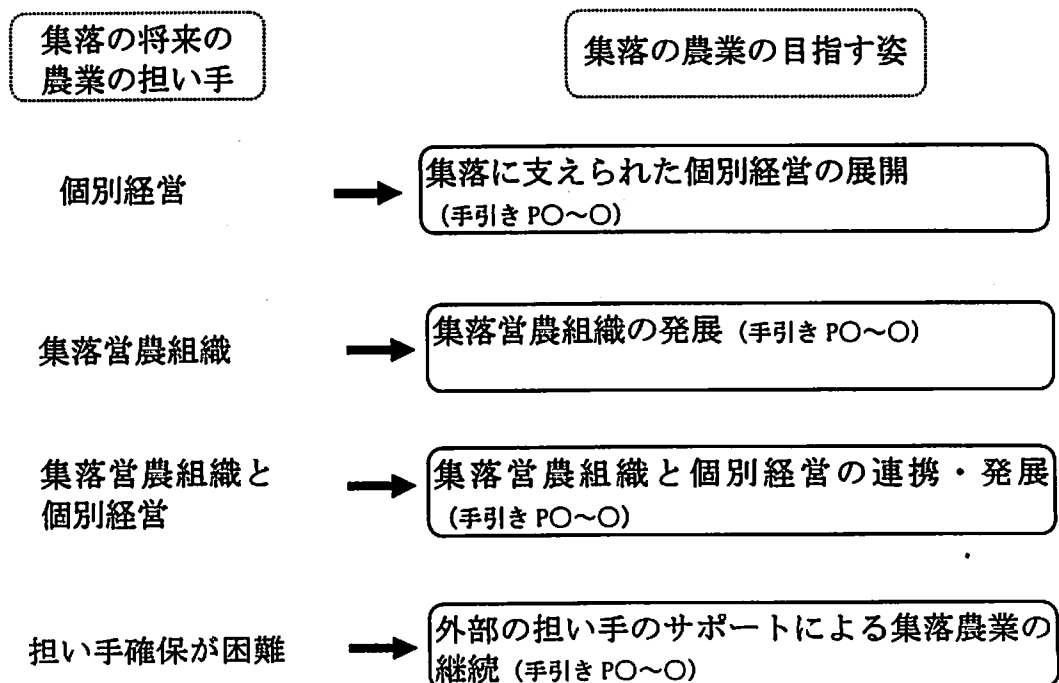 集落の将来の
農業の担い手
集落の農業の目指す姿
個別経営
集落に支えられた個別経営の展開
(手引き P〇~〇)
集落営農組織
集落営農組織の発展 (手引き P〇~〇)
集落営農組織と
個別経営
集落営農組織と個別経営の連携・発展
(手引き P〇~〇)
担い手確保が困難
外部の担い手のサポートによる集落農業の
継続 (手引き P〇~〇)